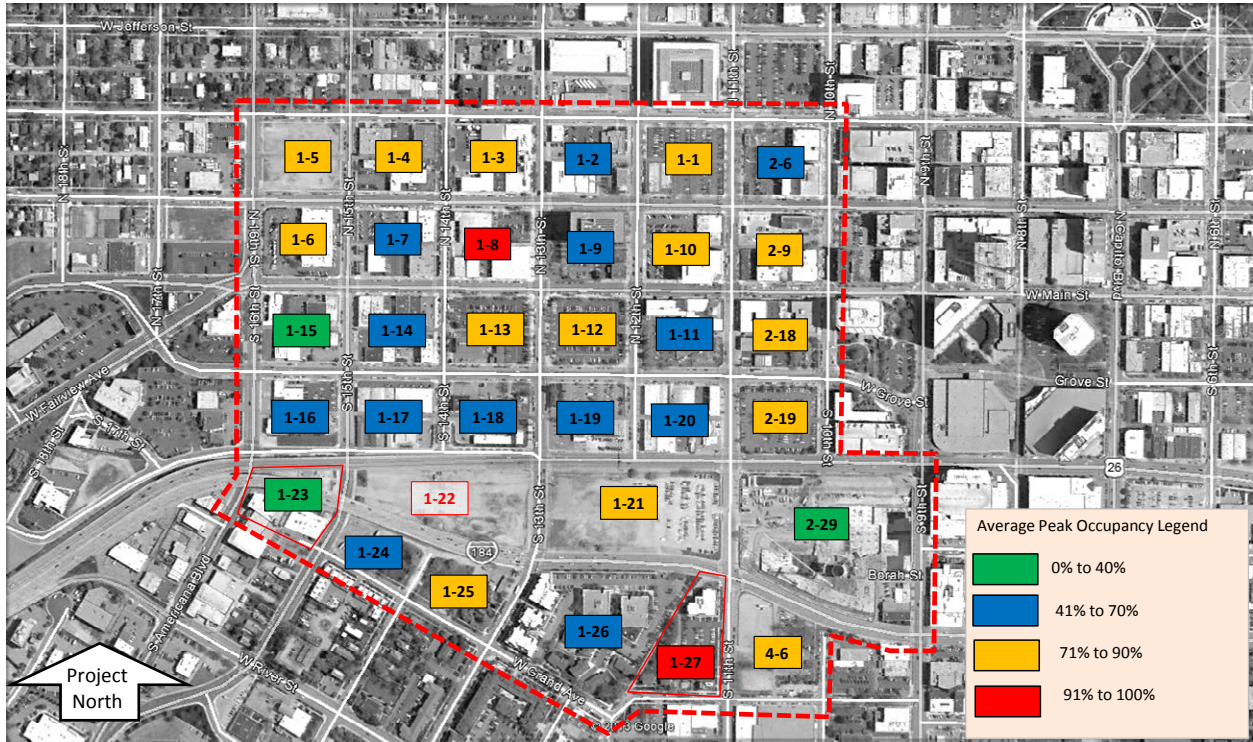 W Jefferson St
N 11th St
N 10th St
N 18th St
N 15th St
N 14th St
N 9th St
1-5
1-4
1-3
1-2
1-1
2-6
N 16th St
N 13th St
N 8th St
N Capitol Blvd
N 6th St
1-6
1-7
1-8
1-9
1-10
2-9
N 17th St
S 16th St
N 12th St
W Main St
1-15
1-14
1-13
1-12
1-11
2-18
W Fairview Ave
S 15th St
S 14th St
W Grove St
Grove St
S 6th St
1-16
1-17
1-18
1-19
1-20
2-19
S 18th St
S 17th St
S 10th St
26
1-23
1-22
S 13th St
1-21
2-29
S 9th St
1-24
184
1-25
Borah St
S Americana Blvd
W River St
1-26
1-27
4-6
W Grand Ave
S 11th St
Project
North
© 2013 Google
Average Peak Occupancy Legend
0% to 40%
41% to 70%
71% to 90%
91% to 100%